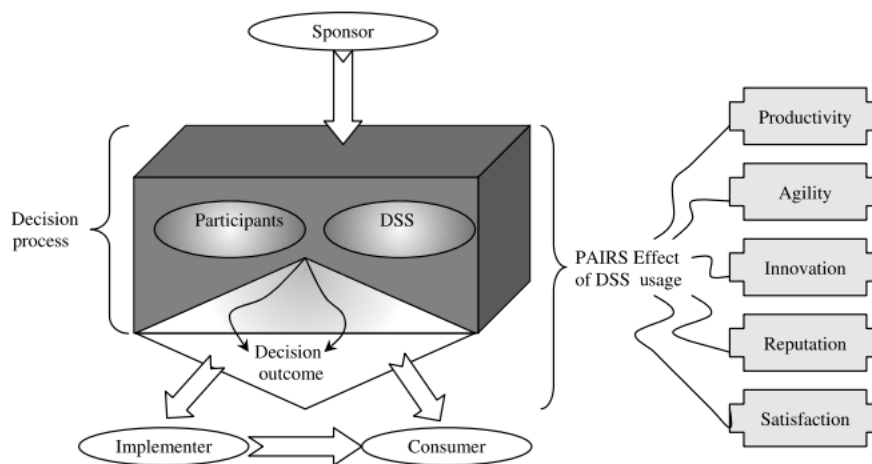 Sponsor
Participants
DSS
Decision
process
Decision
outcome
Implementer
Consumer
PAIRS Effect
of DSS usage
Productivity
Agility
Innovation
Reputation
Satisfaction